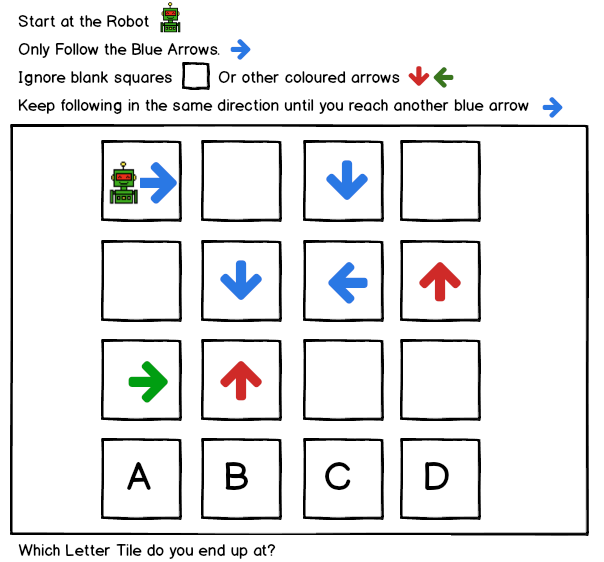 Start at the Robot
Only Follow the Blue Arrows.
Ignore blank squares Or other coloured arrows
Keep following in the same direction until you reach another blue arrow
A B C D
Which Letter Tile do you end up at?